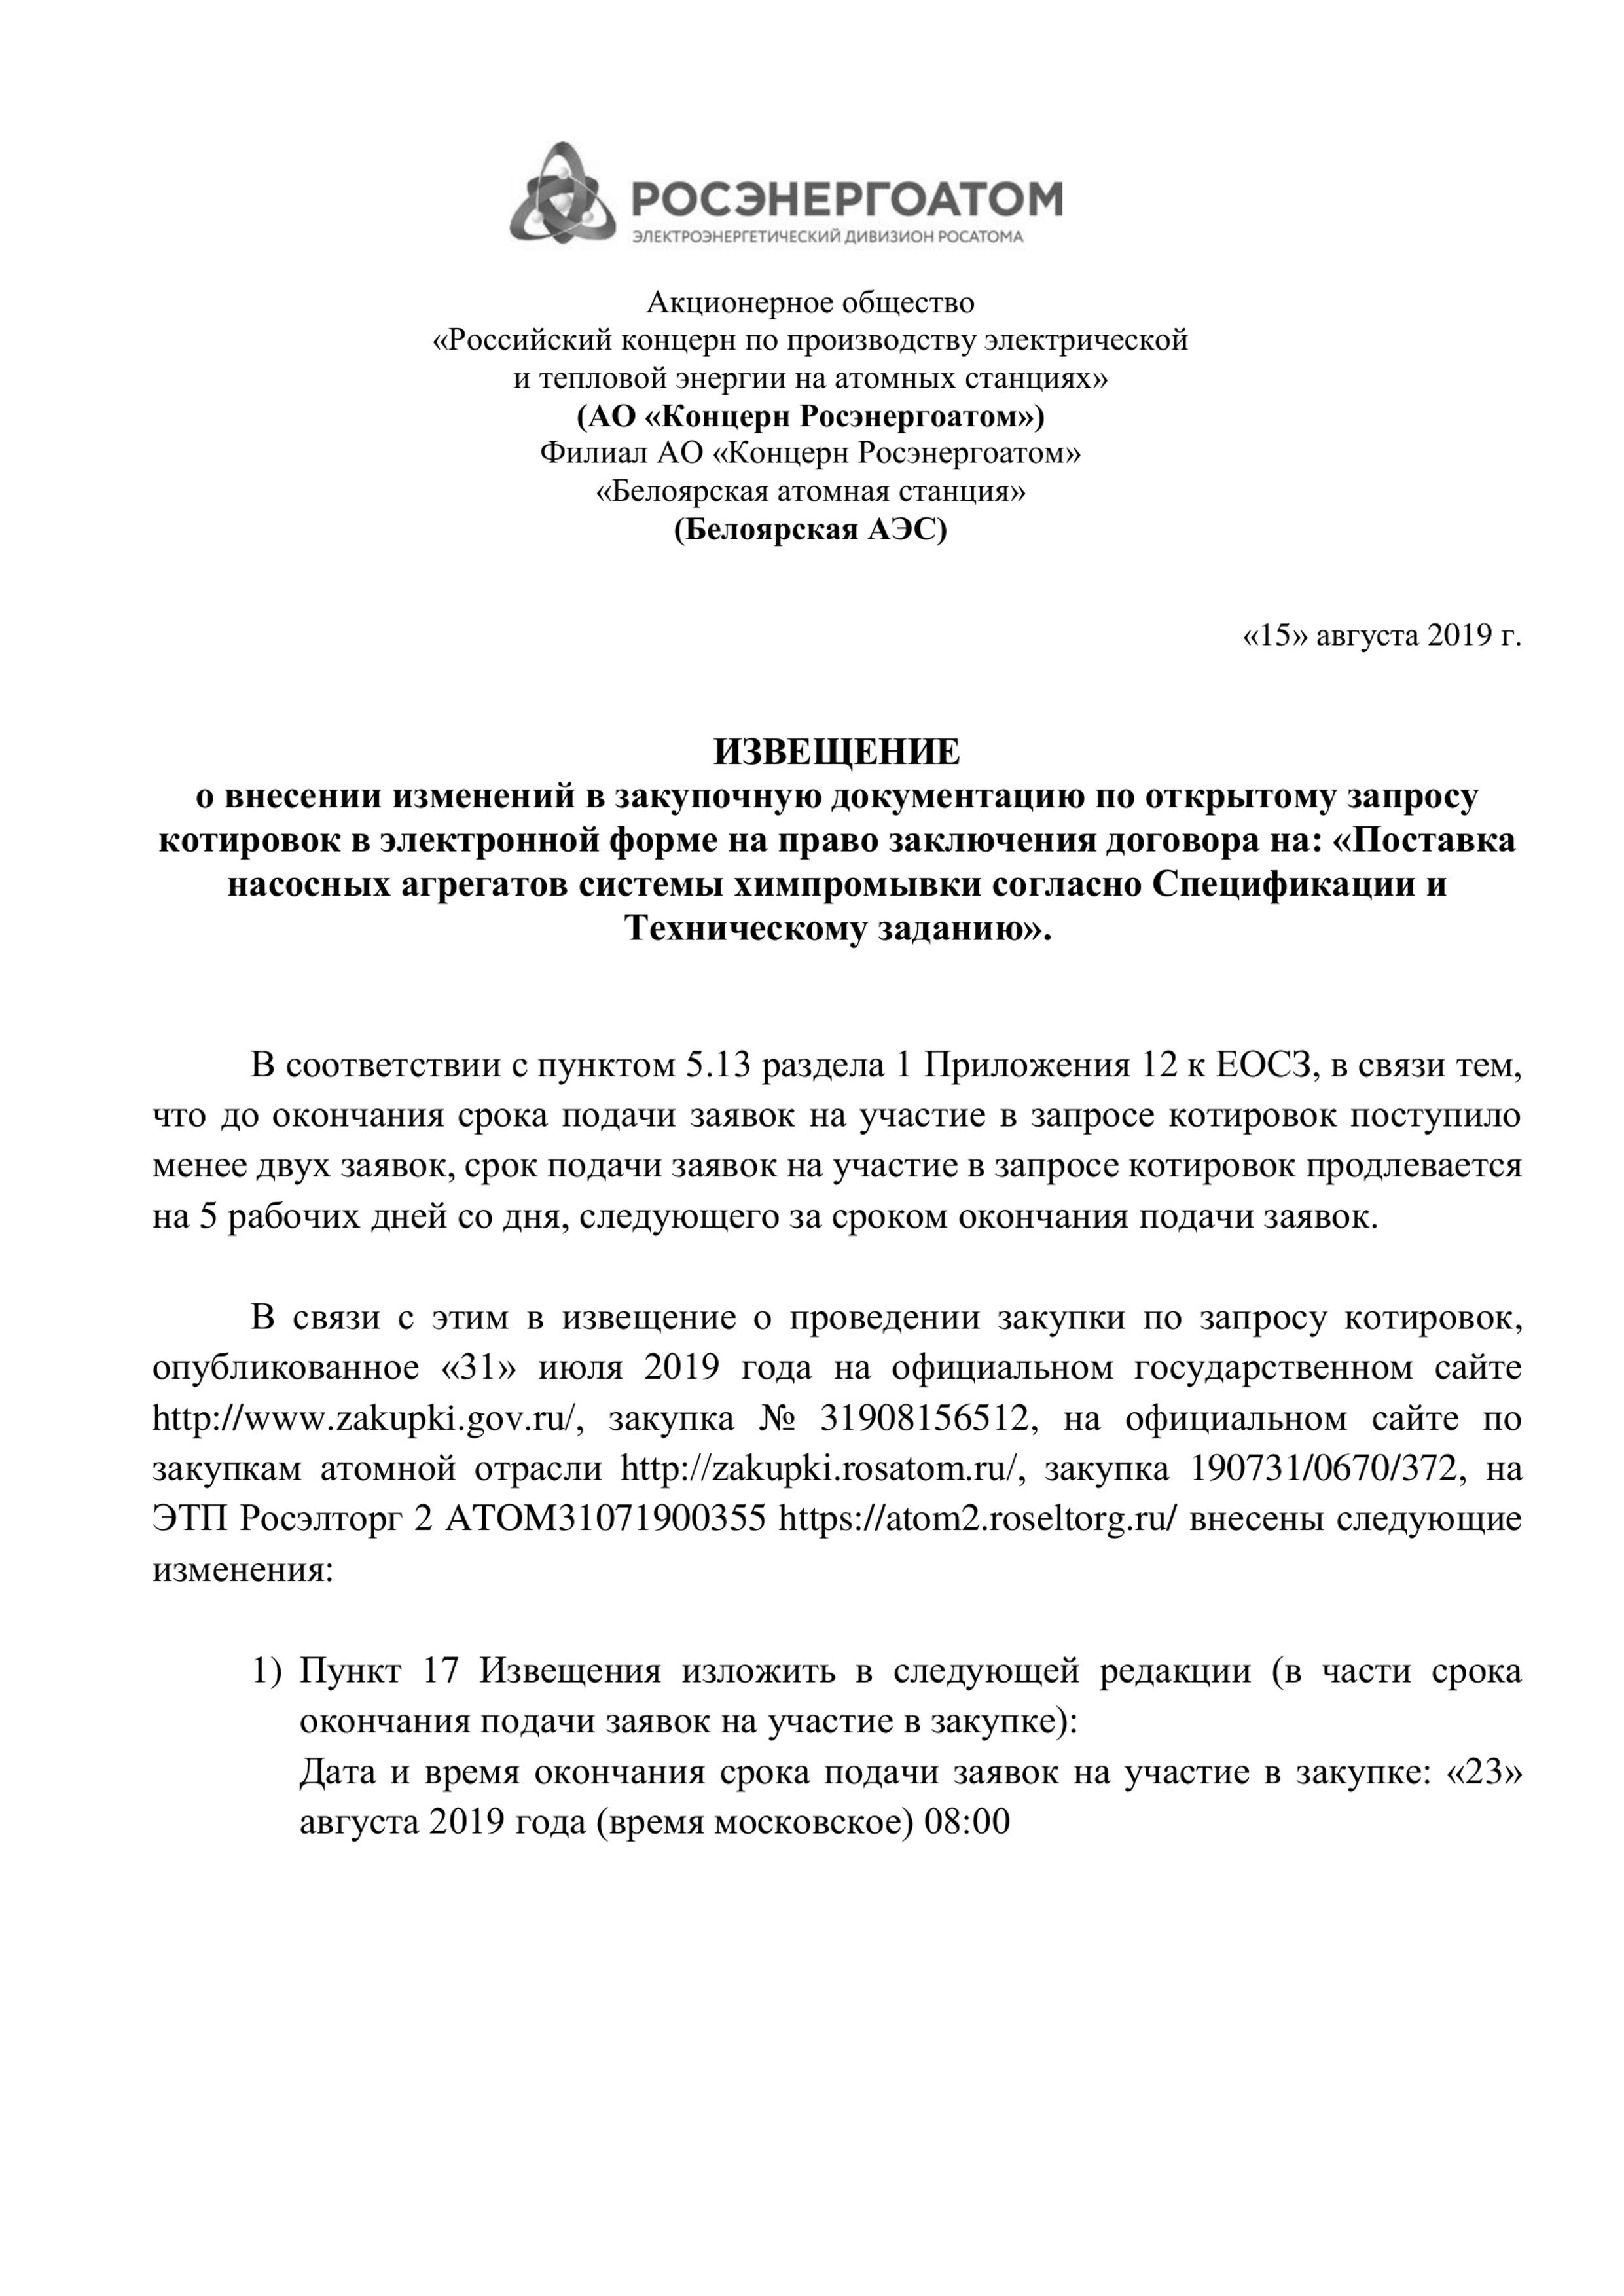 РОСЭНЕРГОАТОМ
ЭЛЕКТРОЭНЕРГЕТИЧЕСКИЙ ДИВИЗИОН РОСАТОМА
Акционерное общество
«Российский концерн по производству электрической
и тепловой энергии на атомных станциях»
(АО «Концерн Росэнергоатом»)
Филиал АО «Концерн Росэнергоатом»
«Белоярская атомная станция»
(Белоярская АЭС)
«15» августа 2019 г.
ИЗВЕЩЕНИЕ
о внесении изменений в закупочную документацию по открытому запросу
котировок в электронной форме на право заключения договора на: «Поставка
насосных агрегатов системы химпромывки согласно Спецификации и
Техническому заданию».
В соответствии с пунктом 5.13 раздела 1 Приложения 12 к ЕОСЗ, в связи тем,
что до окончания срока подачи заявок на участие в запросе котировок поступило
менее двух заявок, срок подачи заявок на участие в запросе котировок продлевается
на 5 рабочих дней со дня, следующего за сроком окончания подачи заявок.
В связи с этим в извещение о проведении закупки по запросу котировок,
опубликованное «31» июля 2019 года на официальном государственном сайте
http://www.zakupki.gov.ru/, закупка № 31908156512, на официальном сайте по
закупкам атомной отрасли http://zakupki.rosatom.ru/, закупка 190731/0670/372, на
ЭТП Росэлторг 2 АТОМ31071900355 https://atom2.roseltorg.ru/ внесены следующие
изменения:
1) Пункт 17 Извещения изложить в следующей редакции (в части срока
окончания подачи заявок на участие в закупке):
Дата и время окончания срока подачи заявок на участие в закупке: «23»
августа 2019 года (время московское) 08:00